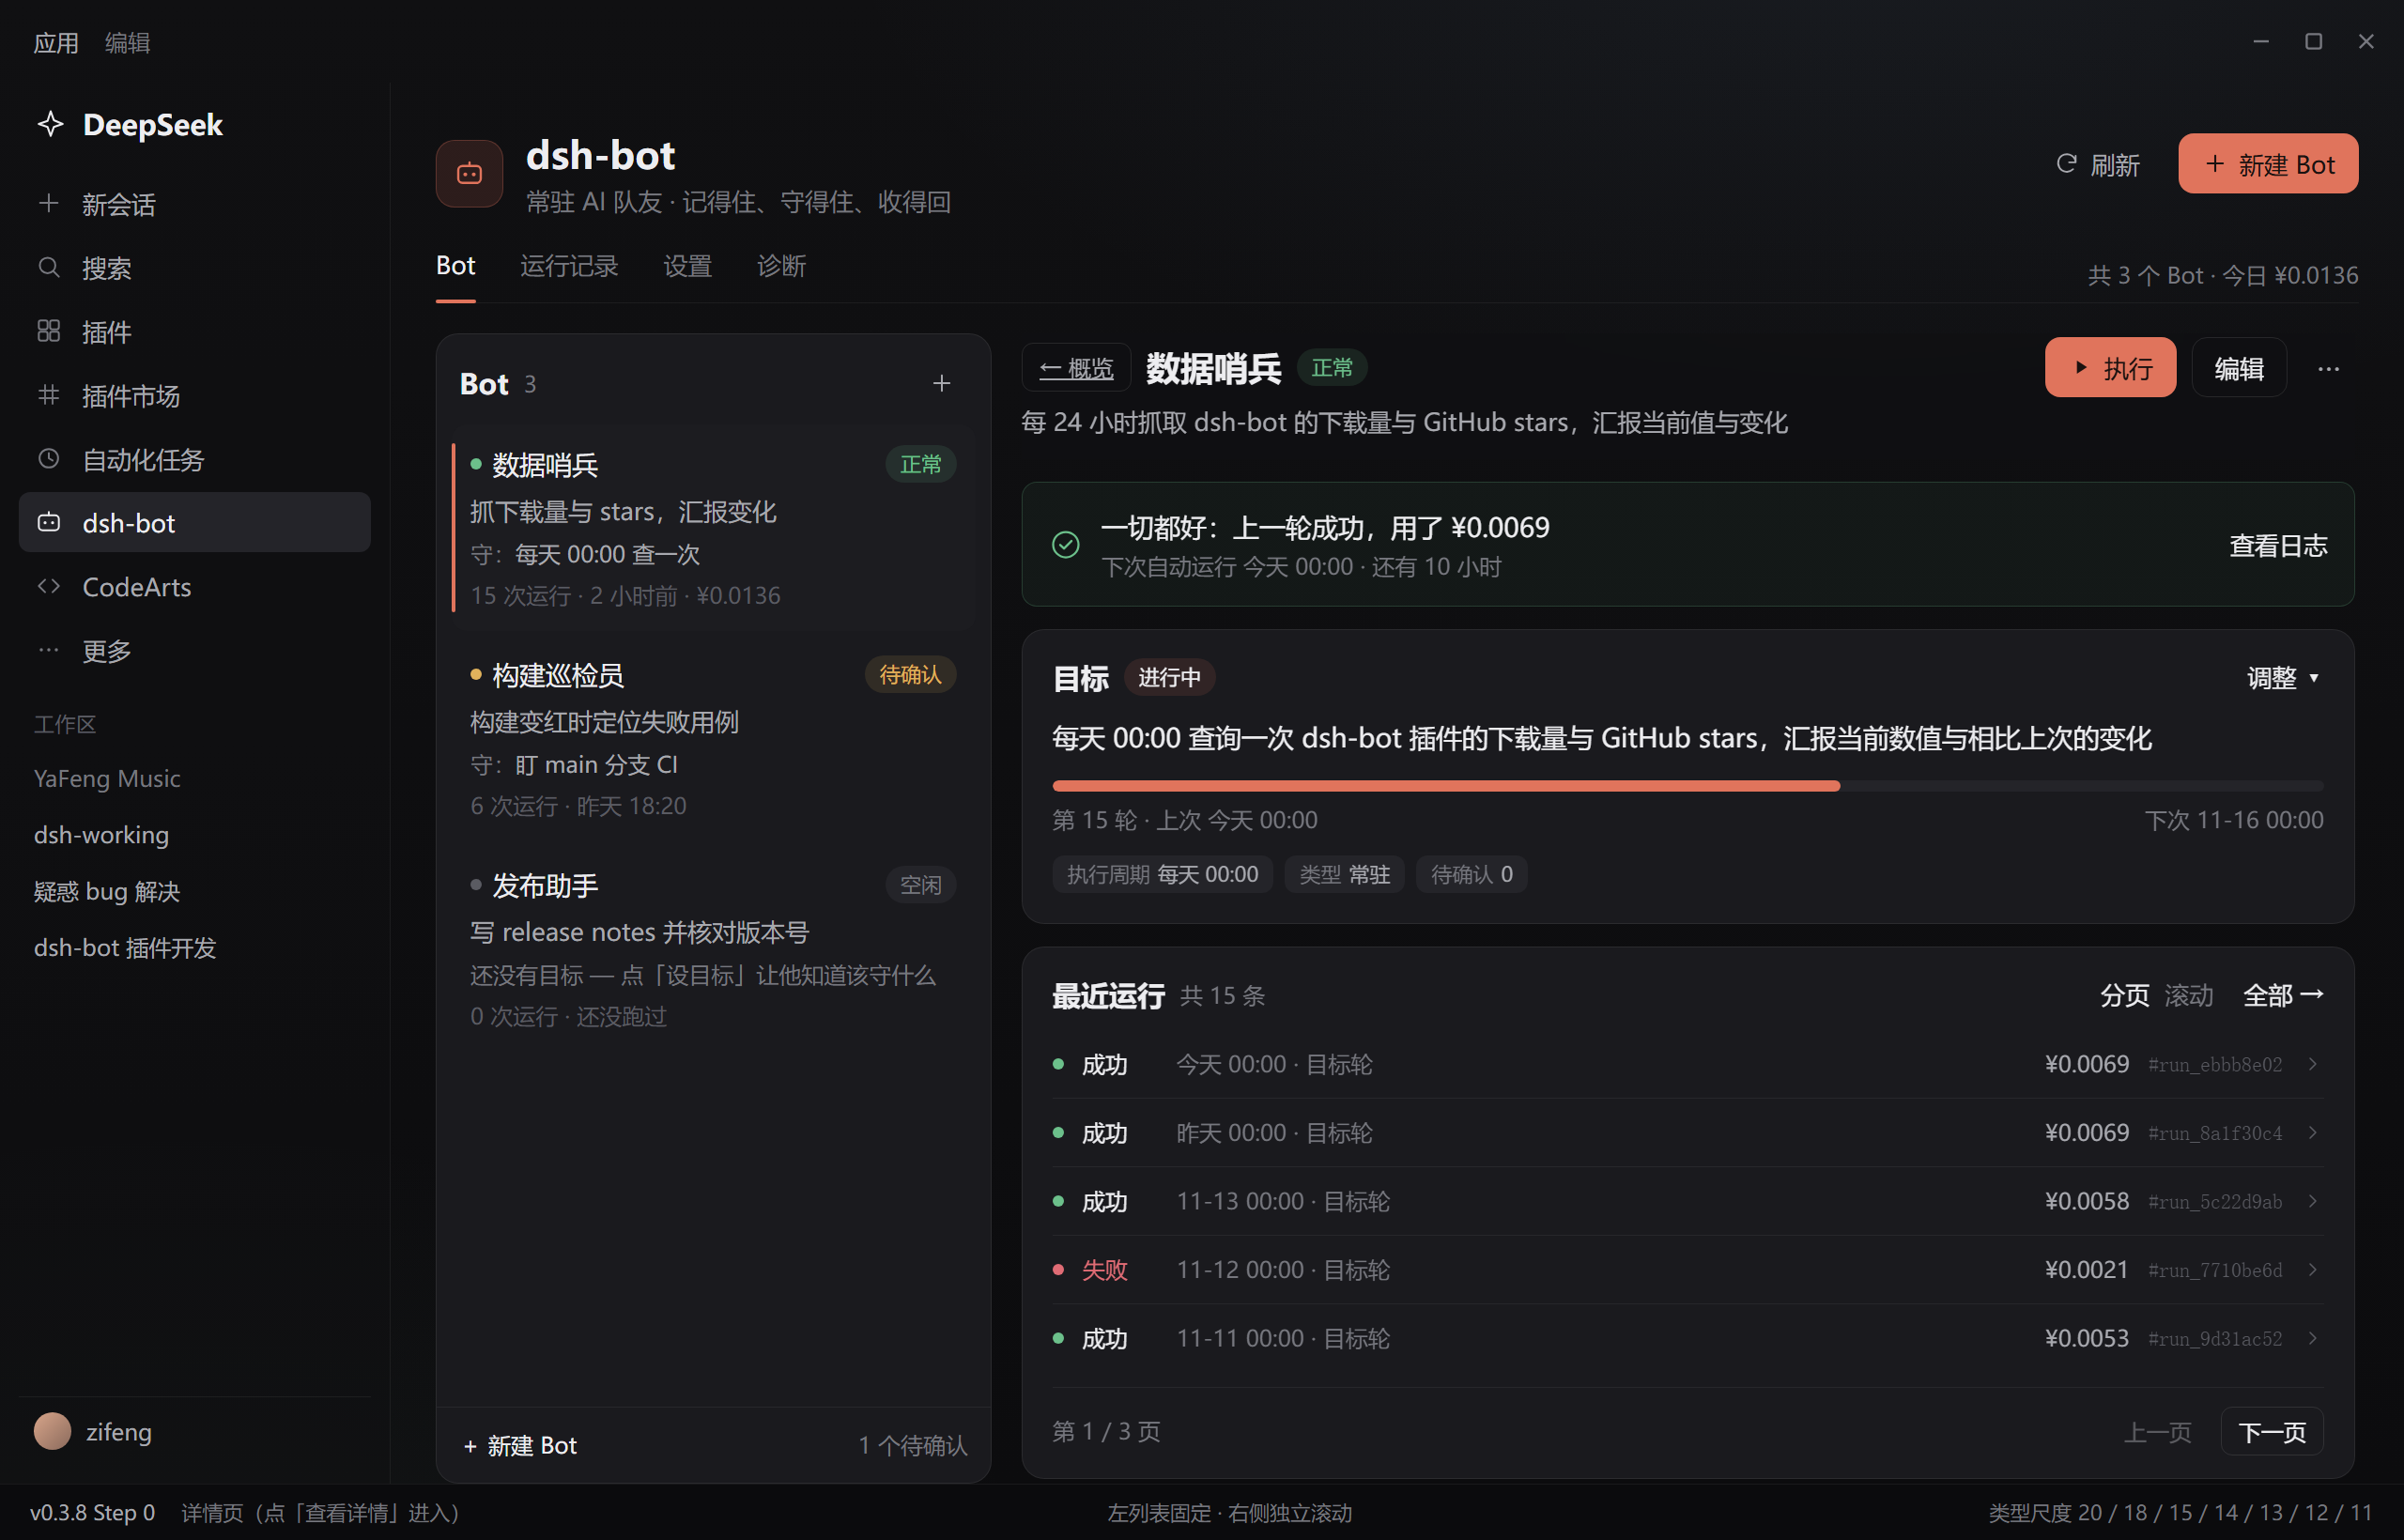 应用 编辑
DeepSeek
新会话
搜索
插件
插件市场
自动化任务
dsh-bot
CodeArts
更多
工作区
YaFeng Music
dsh-working
疑惑 bug 解决
dsh-bot 插件开发
zifeng
dsh-bot
常驻 AI 队友 · 记得住、守得住、收得回
刷新
+ 新建 Bot
Bot 运行记录 设置 诊断
共 3 个 Bot · 今日 ¥0.0136
Bot 3 +
数据哨兵 正常
抓下载量与 stars，汇报变化
守：每天 00:00 查一次
15 次运行 · 2 小时前 · ¥0.0136
构建巡检员 待确认
构建变红时定位失败用例
守：盯 main 分支 CI
6 次运行 · 昨天 18:20
发布助手 空闲
写 release notes 并核对版本号
还没有目标 — 点「设目标」让他知道该守什么
0 次运行 · 还没跑过
+ 新建 Bot 1 个待确认
← 概览 数据哨兵 正常
执行 编辑 ···
每 24 小时抓取 dsh-bot 的下载量与 GitHub stars，汇报当前值与变化
一切都好：上一轮成功，用了 ¥0.0069
下次自动运行 今天 00:00 · 还有 10 小时
查看日志
目标 进行中 调整 ▼
每天 00:00 查询一次 dsh-bot 插件的下载量与 GitHub stars，汇报当前数值与相比上次的变化
第 15 轮 · 上次 今天 00:00 下次 11-16 00:00
执行周期 每天 00:00 类型 常驻 待确认 0
最近运行 共 15 条 分页 滚动 全部 →
成功 今天 00:00 · 目标轮 ¥0.0069 #run_ebbb8e02
成功 昨天 00:00 · 目标轮 ¥0.0069 #run_8a1f30c4
成功 11-13 00:00 · 目标轮 ¥0.0058 #run_5c22d9ab
失败 11-12 00:00 · 目标轮 ¥0.0021 #run_7710be6d
成功 11-11 00:00 · 目标轮 ¥0.0053 #run_9d31ac52
第 1 / 3 页 上一页 下一页
v0.3.8 Step 0 详情页（点「查看详情」进入） 左列表固定 · 右侧独立滚动 类型尺度 20 / 18 / 15 / 14 / 13 / 12 / 11